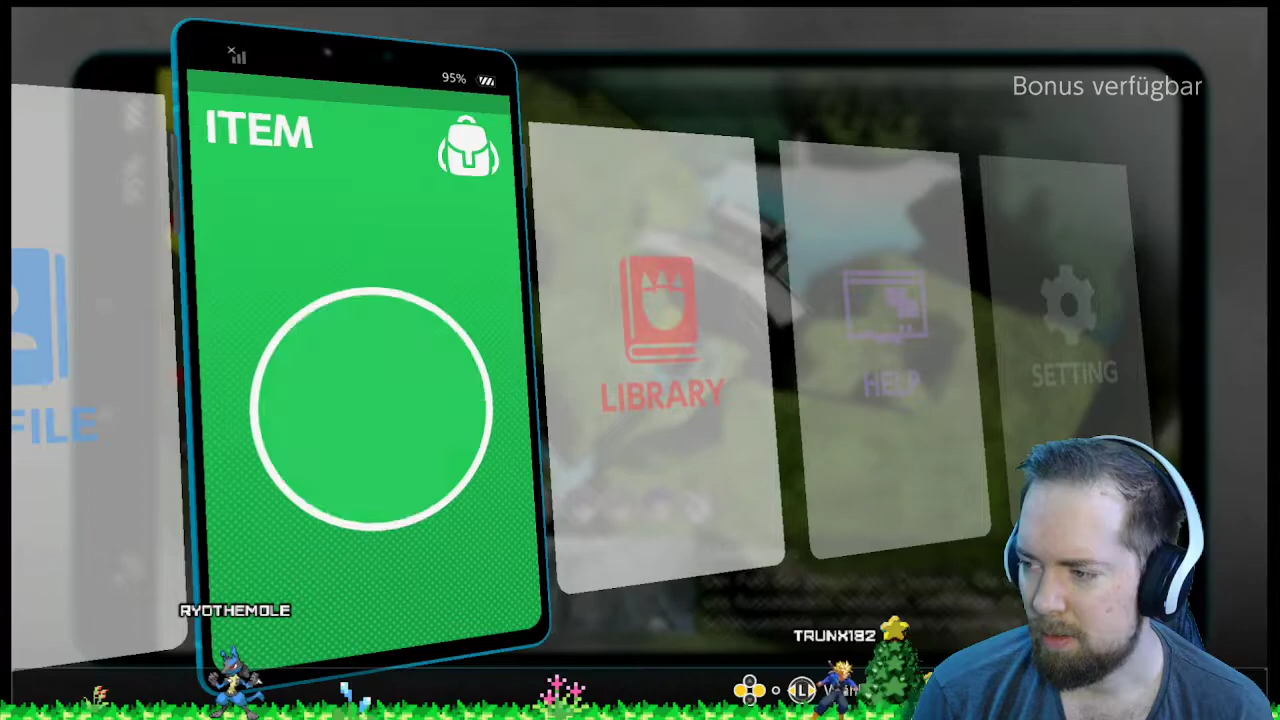 95%
Bonus verfügbar
ITEM
FILE
LIBRARY
HELP
SETTING
RYOTHEMOLE
TRUNX182
o L